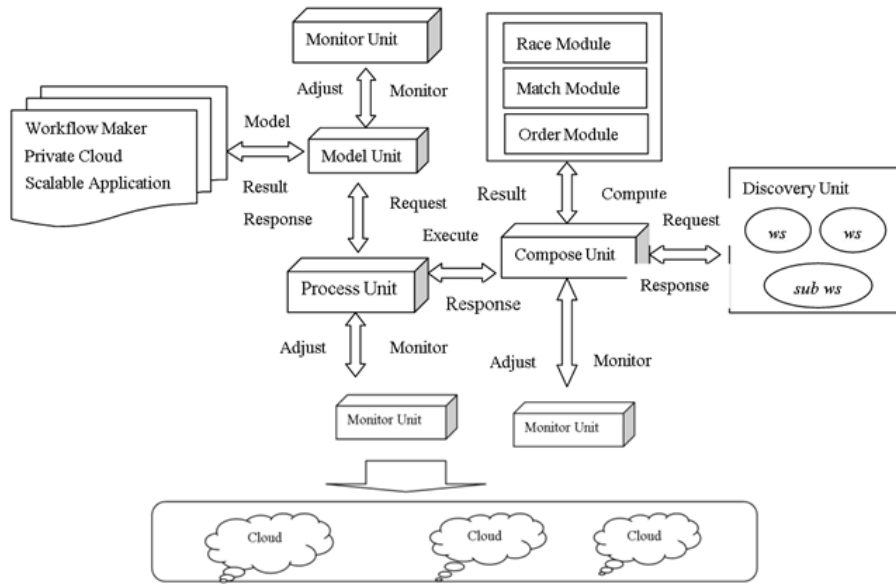 Monitor Unit
Race Module
Match Module
Order Module
Adjust
Monitor
Workflow Maker
Private Cloud
Scalable Application
Model
Result
Model Unit
Response
Request
Result
Compute
Discovery Unit
ws
ws
sub ws
Request
Response
Execute
Response
Compose Unit
Process Unit
Adjust
Monitor
Adjust
Monitor
Monitor Unit
Monitor Unit
Cloud
Cloud
Cloud